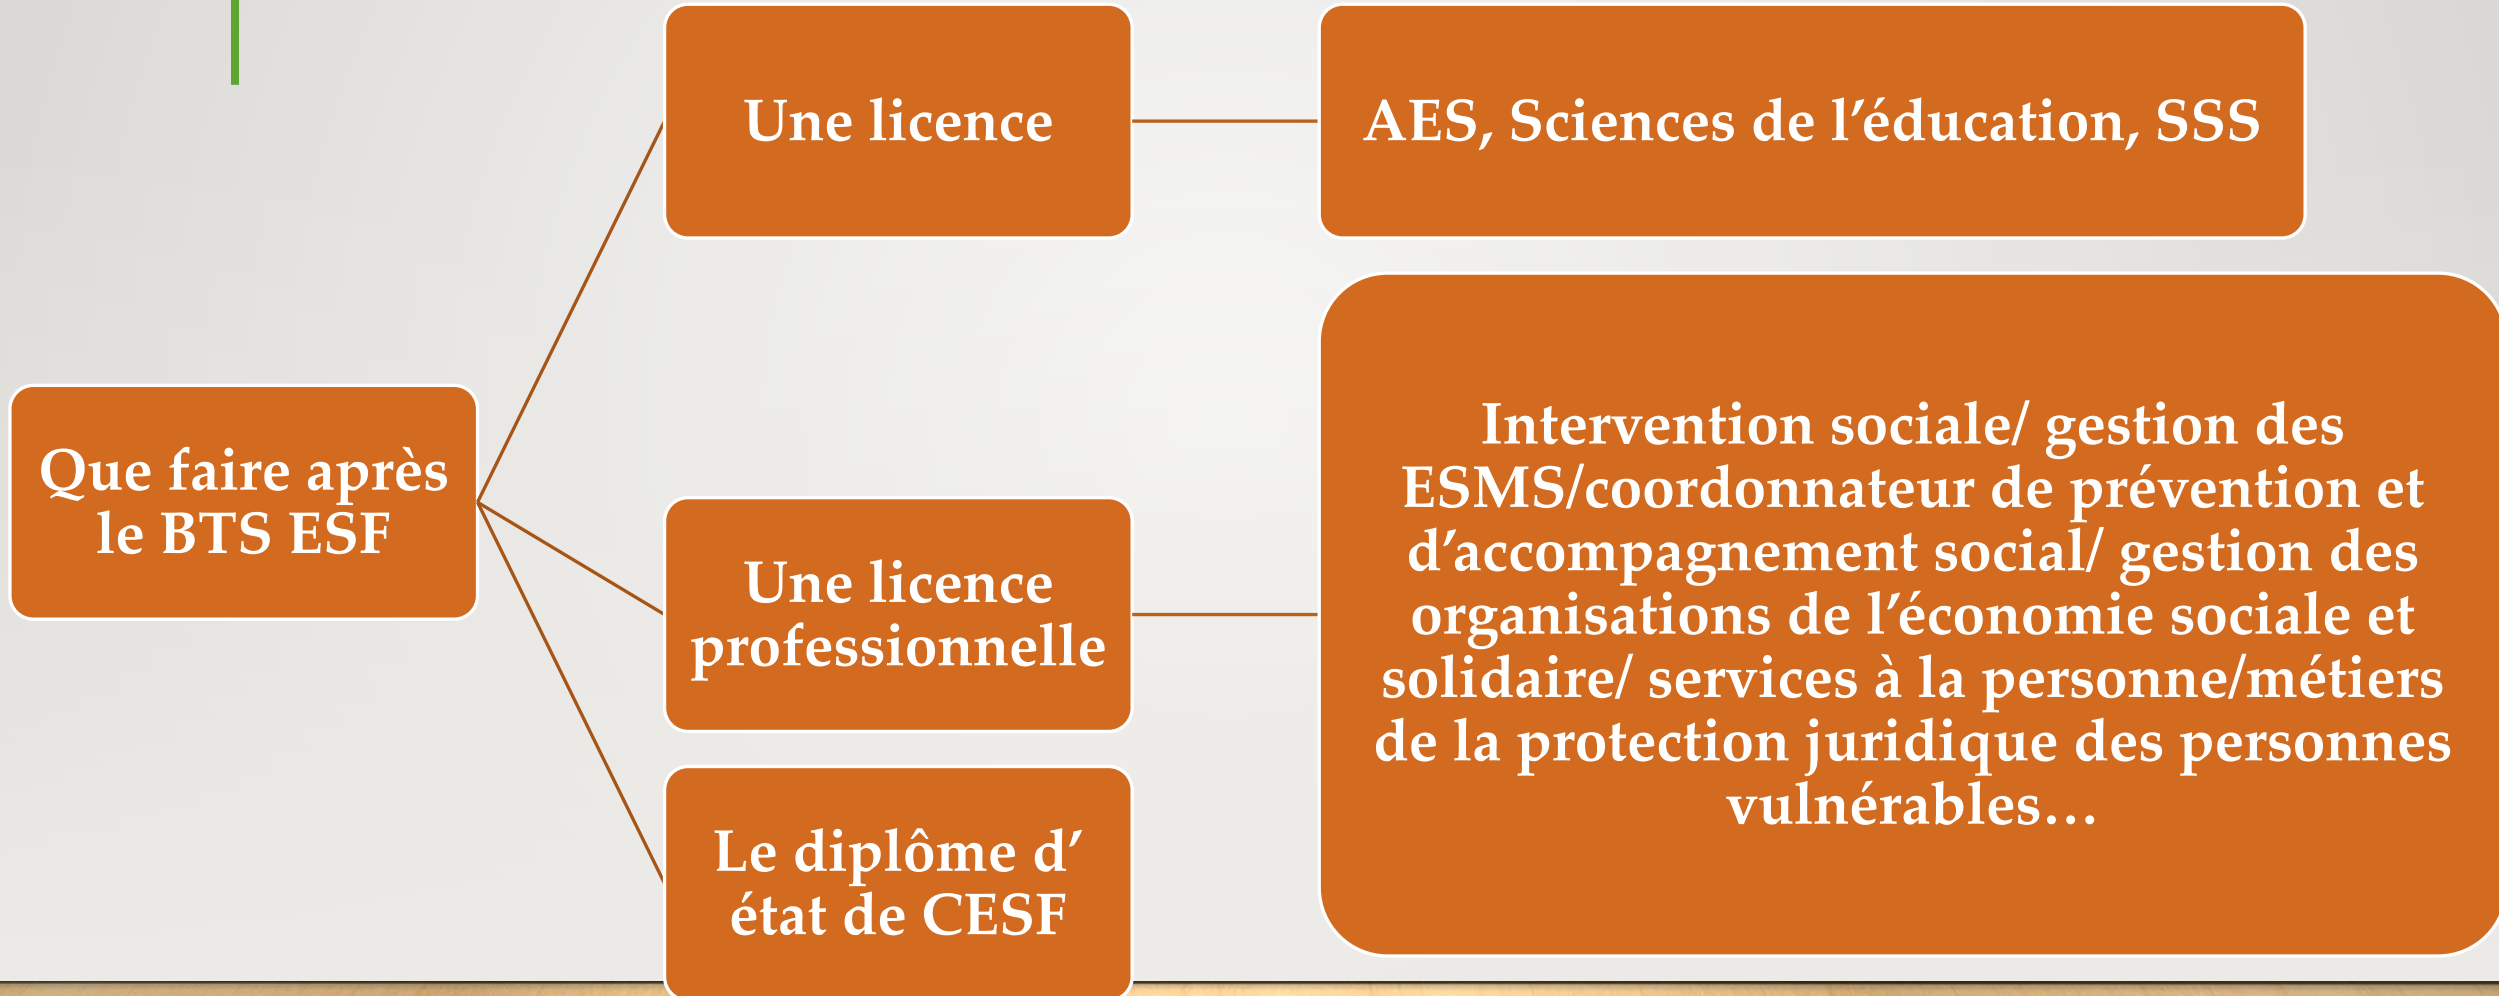 Que faire après
le BTS ESF
Une licence
AES, Sciences de l’éducation, SSS
Une licence
professionnelle
Intervention sociale/ gestion des
ESMS/coordonnateur de prévention et
d’accompagnement social/ gestion des
organisations de l’économie sociale et
solidaire/ services à la personne/métiers
de la protection juridique des personnes
vulnérables…
Le diplôme d’
état de CESF